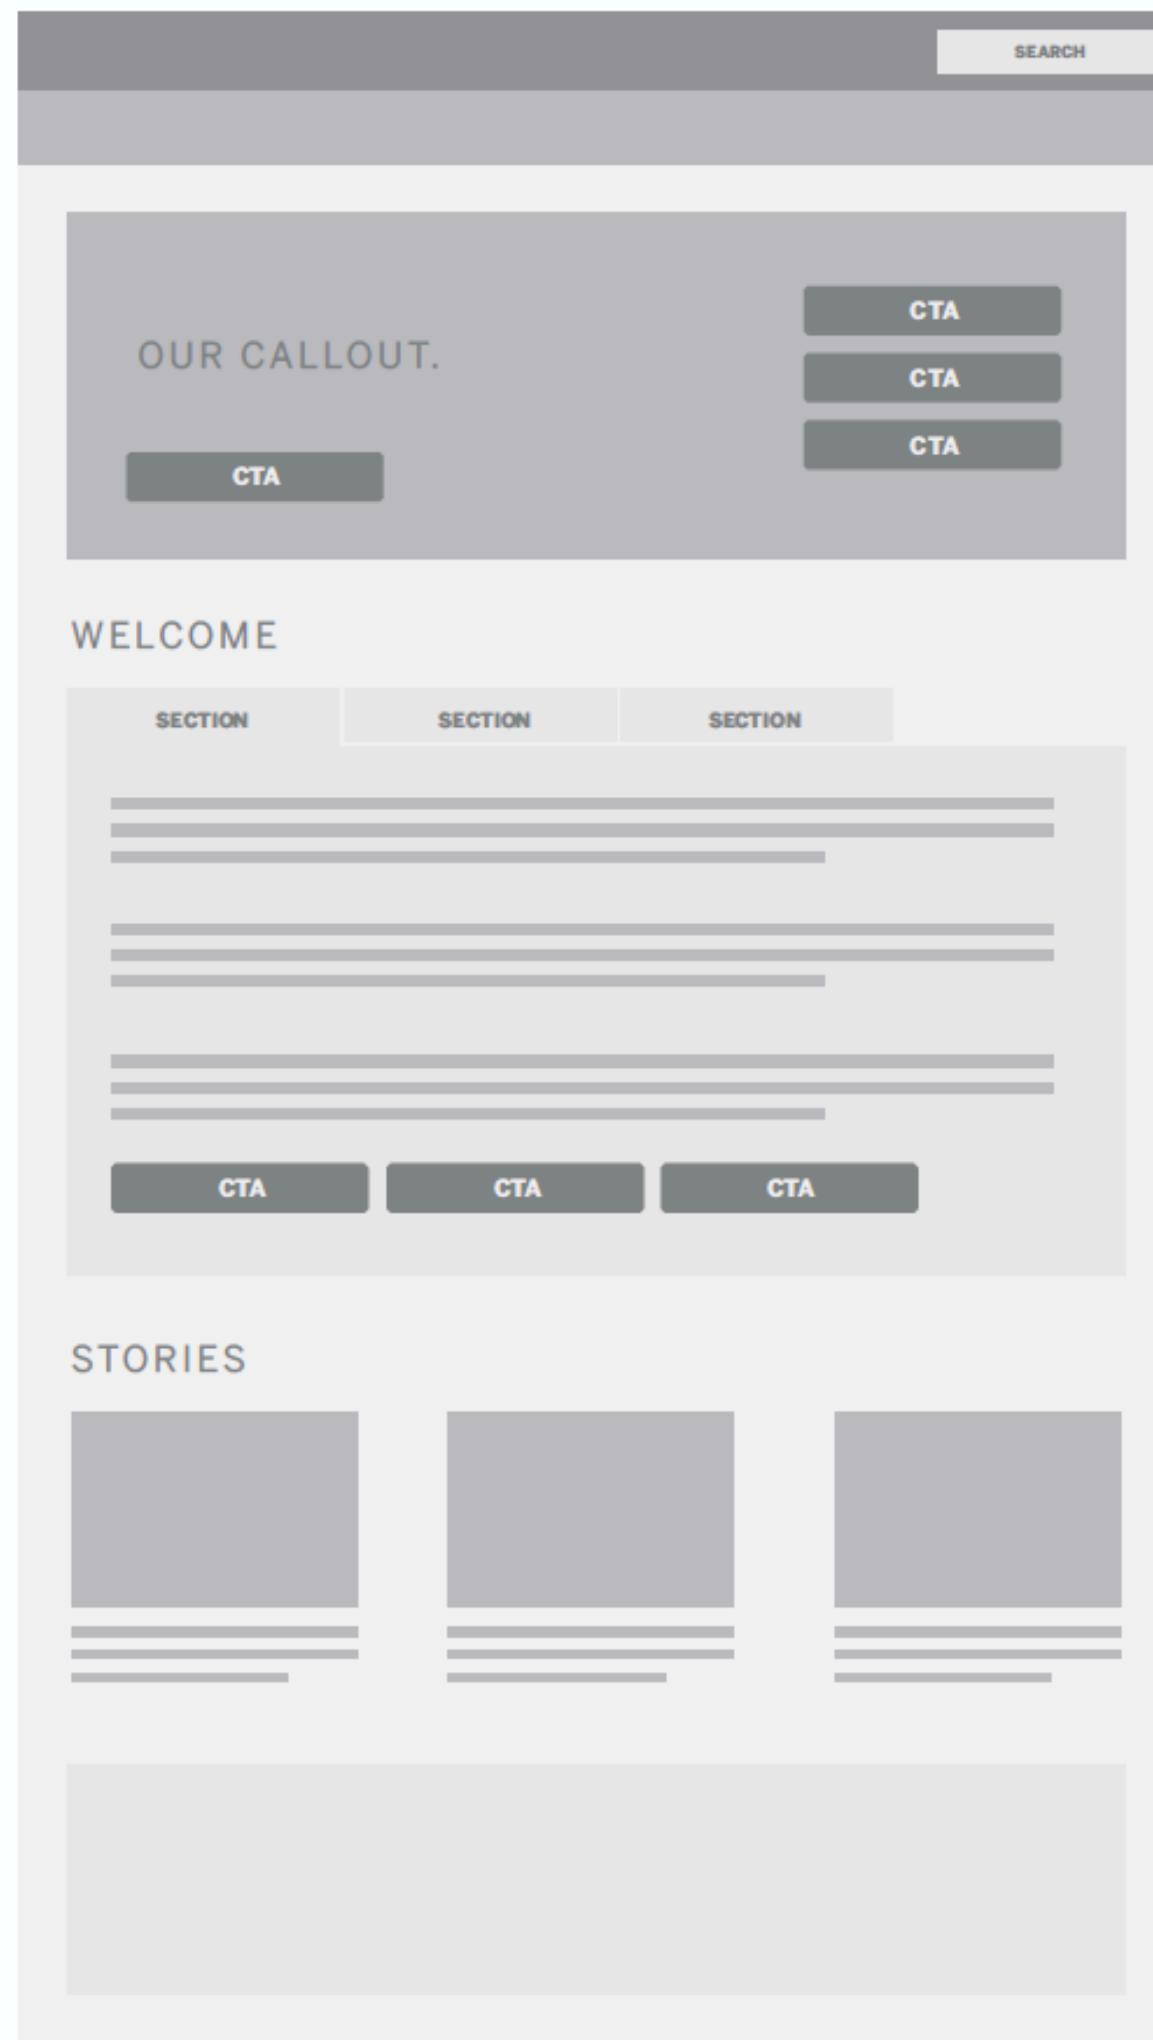 SEARCH
OUR CALLOUT.
CTA
CTA
CTA
CTA
WELCOME
SECTION SECTION SECTION
CTA CTA CTA
STORIES